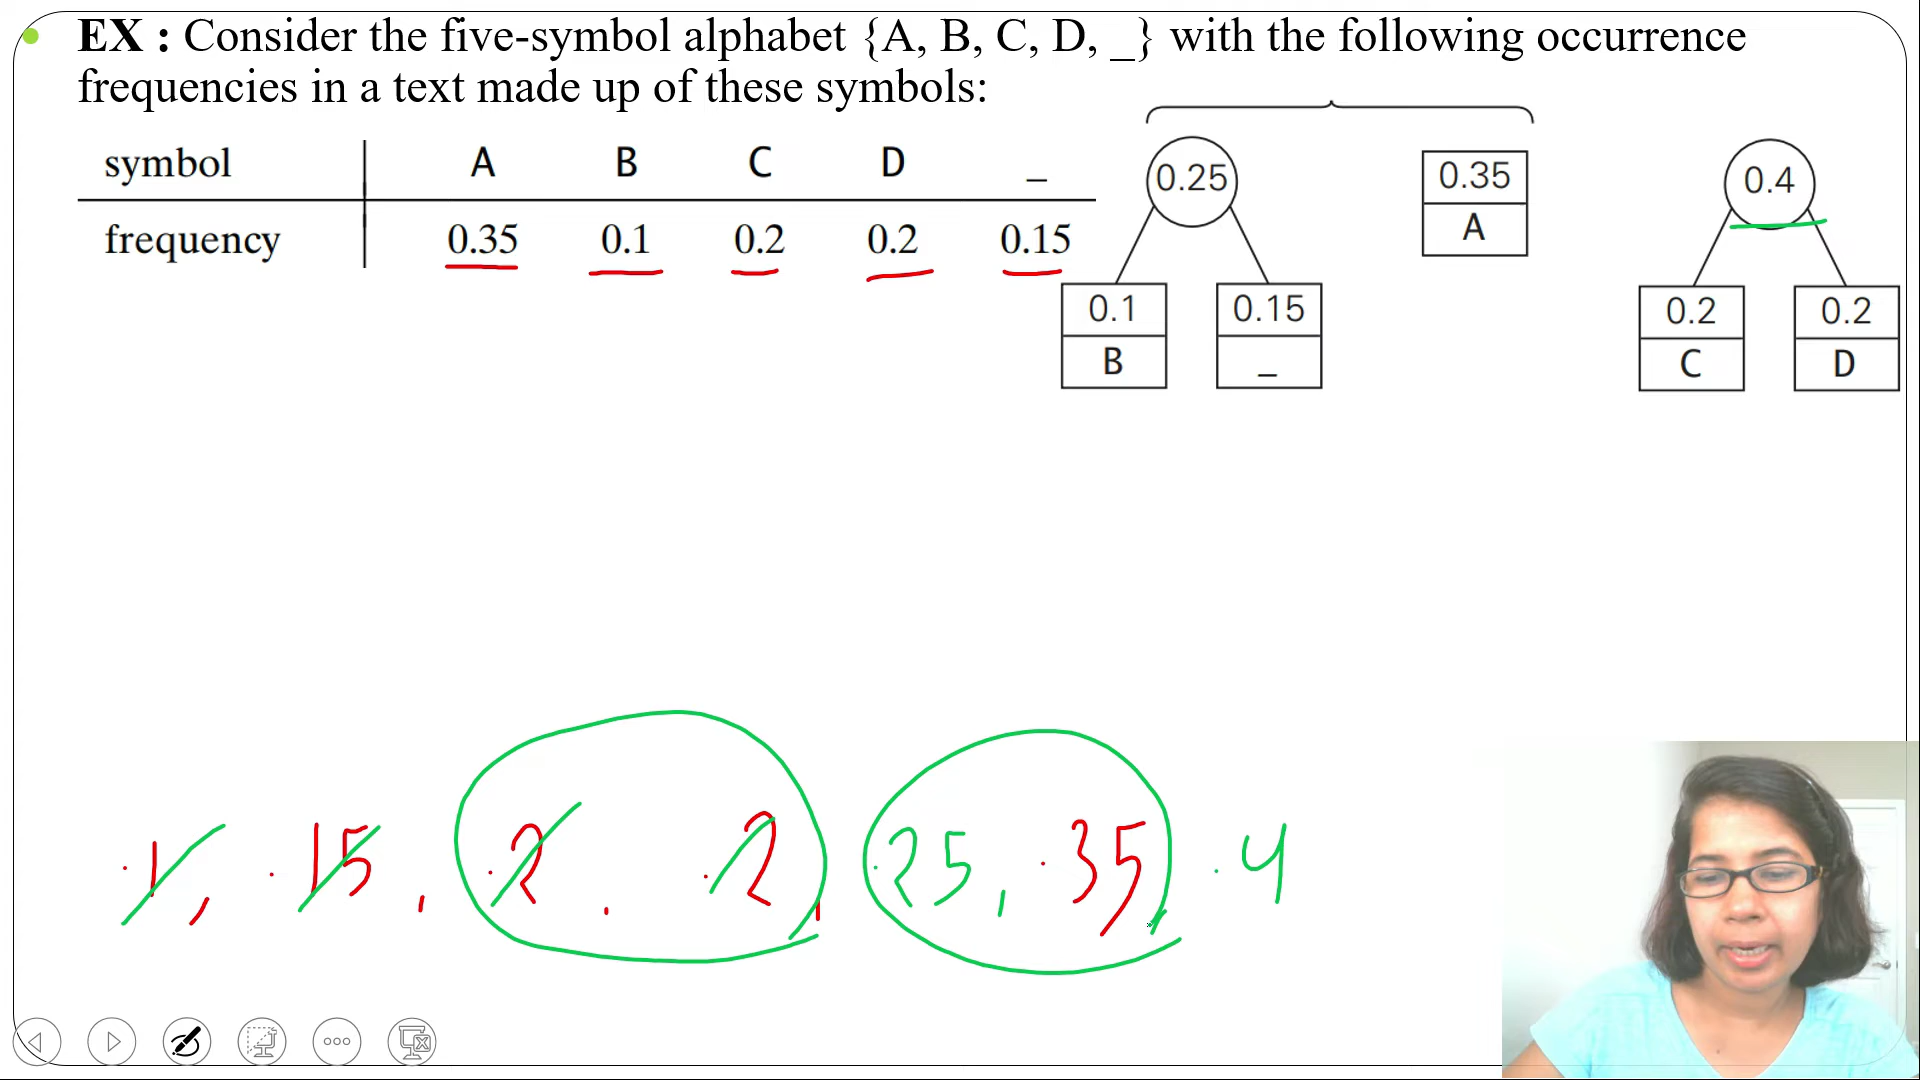 EX : Consider the five-symbol alphabet {A, B, C, D, _} with the following occurrence
frequencies in a text made up of these symbols:
symbol A B C D _
frequency 0.35 0.1 0.2 0.2 0.15
0.25 0.35 0.4
A
0.1 0.15 0.2 0.2
B _ C D
.1, .15, .2, .2, .25, .35, .4